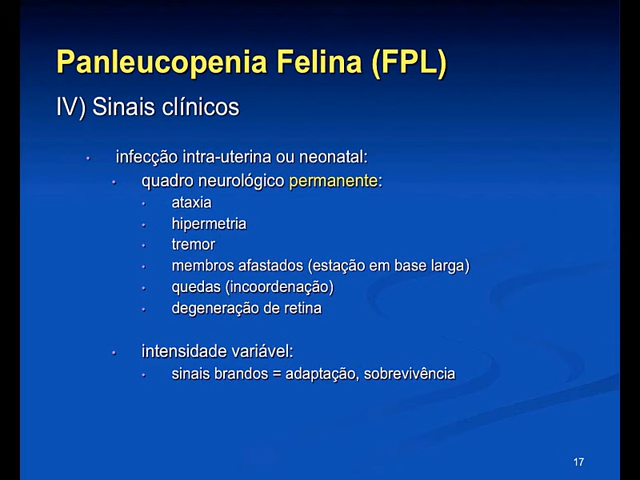 Panleucopenia Felina (FPL)
IV) Sinais clínicos
infecção intra-uterina ou neonatal:
quadro neurológico permanente:
ataxia
hipermetria
tremor
membros afastados (estação em base larga)
quedas (incoordenação)
degeneração de retina
intensidade variável:
sinais brandos = adaptação, sobrevivência
17